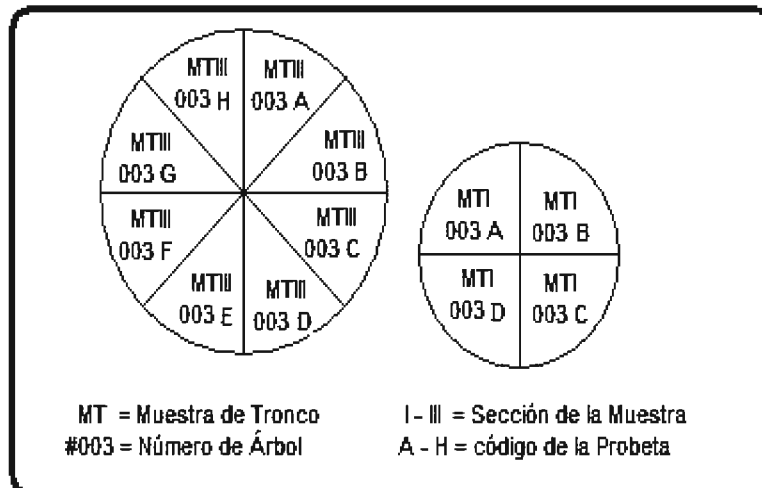 MTIII
003 H
MTIII
003 A
MTIII
003 G
MTIII
003 B
MTIII
003 F
MTIII
003 C
MTIII
003 E
MTIII
003 D
MTI
003 A
MTI
003 B
MTI
003 D
MTI
003 C
MT = Muestra de Tronco
#003 = Número de Árbol
I - III = Sección de la Muestra
A - H = código de la Probeta